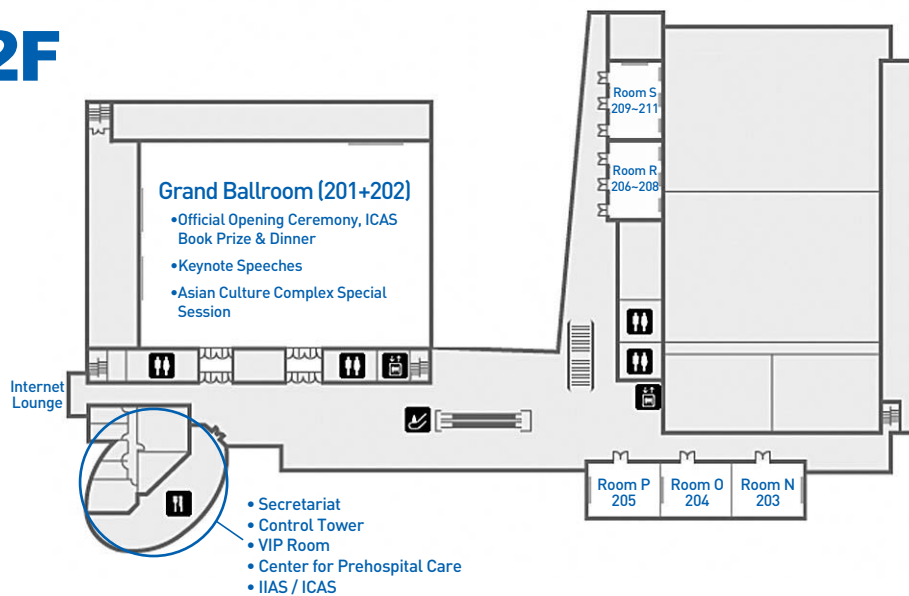 2F
Room S
209~211
Room R
206~208
Grand Ballroom (201+202)
•Official Opening Ceremony, ICAS
Book Prize & Dinner
•Keynote Speeches
•Asian Culture Complex Special
Session
Internet
Lounge
Room P
205
Room O
204
Room N
203
• Secretariat
• Control Tower
• VIP Room
• Center for Prehospital Care
• IIAS / ICAS